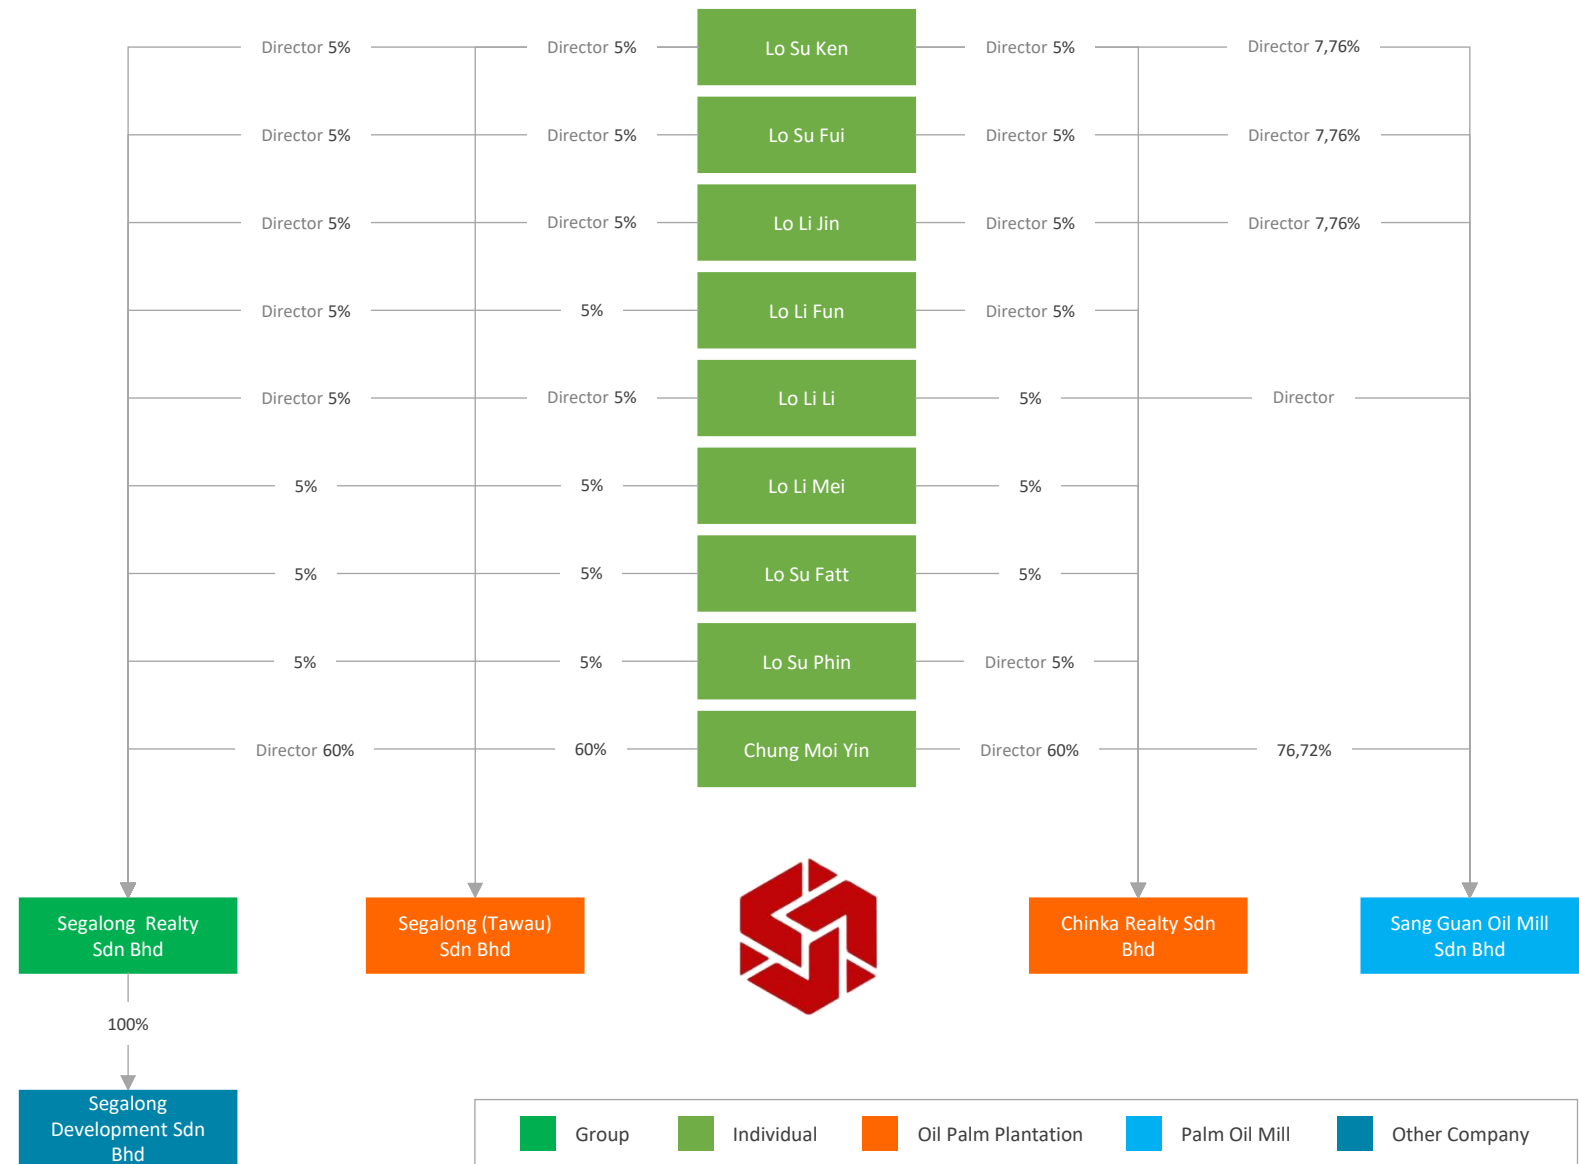 Director 5%
Director 5%
Lo Su Ken
Director 5%
Director 7,76%
Director 5%
Director 5%
Lo Su Fui
Director 5%
Director 7,76%
Director 5%
Director 5%
Lo Li Jin
Director 5%
Director 7,76%
Director 5%
5%
Lo Li Fun
Director 5%
Director 5%
Director 5%
Lo Li Li
5%
Director
5%
5%
Lo Li Mei
5%
5%
5%
Lo Su Fatt
5%
5%
5%
Lo Su Phin
Director 5%
Director 60%
60%
Chung Moi Yin
Director 60%
76,72%
Segalong Realty
Sdn Bhd
Segalong (Tawau)
Sdn Bhd
Chinka Realty Sdn
Bhd
Sang Guan Oil Mill
Sdn Bhd
100%
Segalong
Development Sdn
Bhd
Group
Individual
Oil Palm Plantation
Palm Oil Mill
Other Company